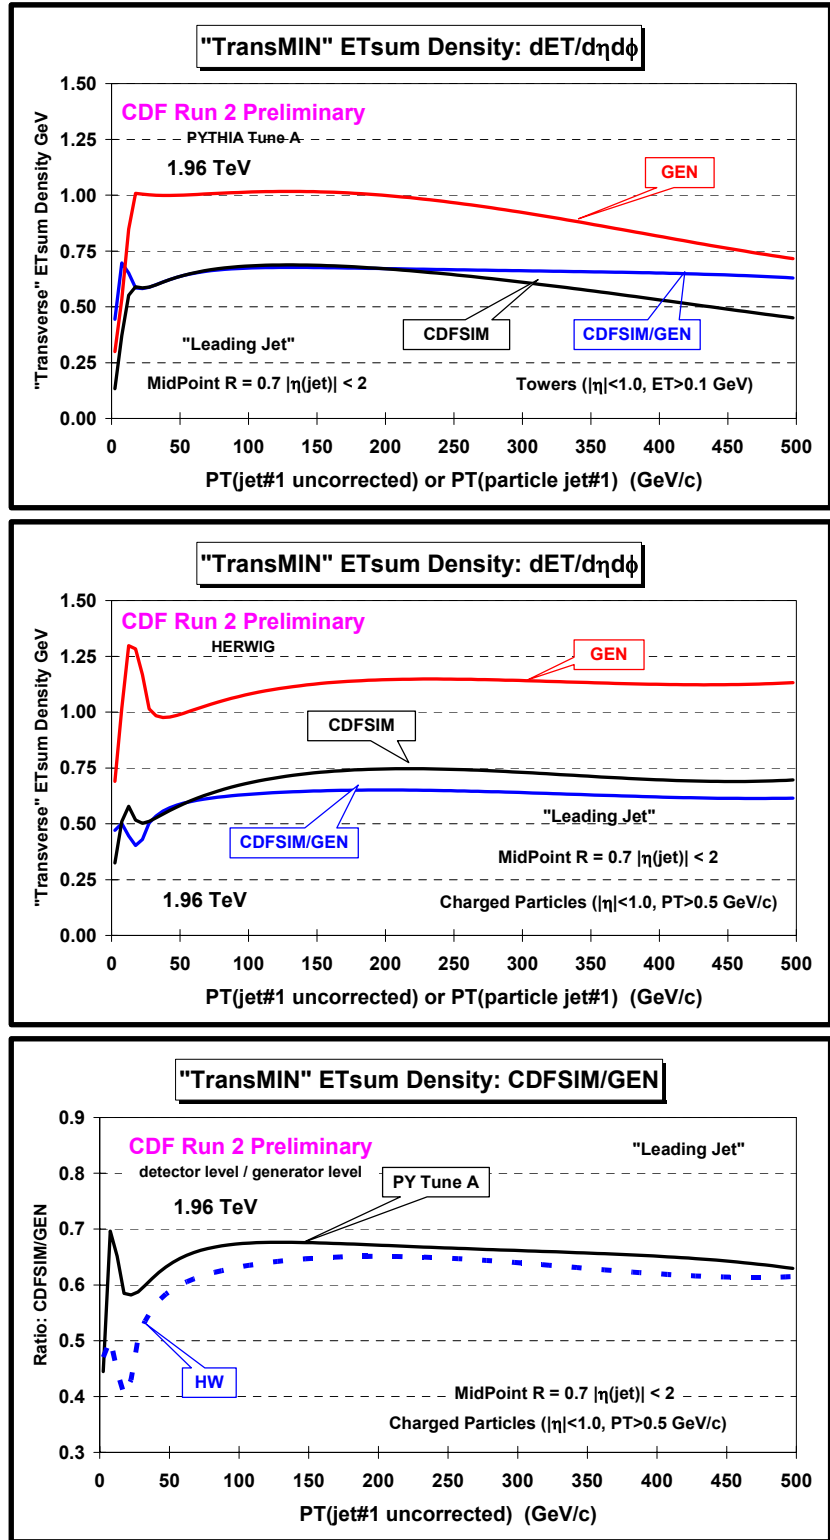 "TransMIN" ETsum Density: dET/dηdϕ
CDF Run 2 Preliminary
PYTHIA Tune A
1.96 TeV
GEN
CDFSIM
CDFSIM/GEN
"Leading Jet"
MidPoint R = 0.7 |η(jet)| < 2
Towers (|η|<1.0, ET>0.1 GeV)
"Transverse" ETsum Density GeV
1.50
1.25
1.00
0.75
0.50
0.25
0.00
0 50 100 150 200 250 300 350 400 450 500
PT(jet#1 uncorrected) or PT(particle jet#1) (GeV/c)
"TransMIN" ETsum Density: dET/dηdϕ
CDF Run 2 Preliminary
HERWIG
GEN
CDFSIM
CDFSIM/GEN
"Leading Jet"
MidPoint R = 0.7 |η(jet)| < 2
1.96 TeV
Charged Particles (|η|<1.0, PT>0.5 GeV/c)
"Transverse" ETsum Density GeV
1.50
1.25
1.00
0.75
0.50
0.25
0.00
0 50 100 150 200 250 300 350 400 450 500
PT(jet#1 uncorrected) or PT(particle jet#1) (GeV/c)
"TransMIN" ETsum Density: CDFSIM/GEN
CDF Run 2 Preliminary
"Leading Jet"
detector level / generator level
PY Tune A
1.96 TeV
HW
MidPoint R = 0.7 |η(jet)| < 2
Charged Particles (|η|<1.0, PT>0.5 GeV/c)
Ratio: CDFSIM/GEN
0.9
0.8
0.7
0.6
0.5
0.4
0.3
0 50 100 150 200 250 300 350 400 450 500
PT(jet#1 uncorrected) (GeV/c)